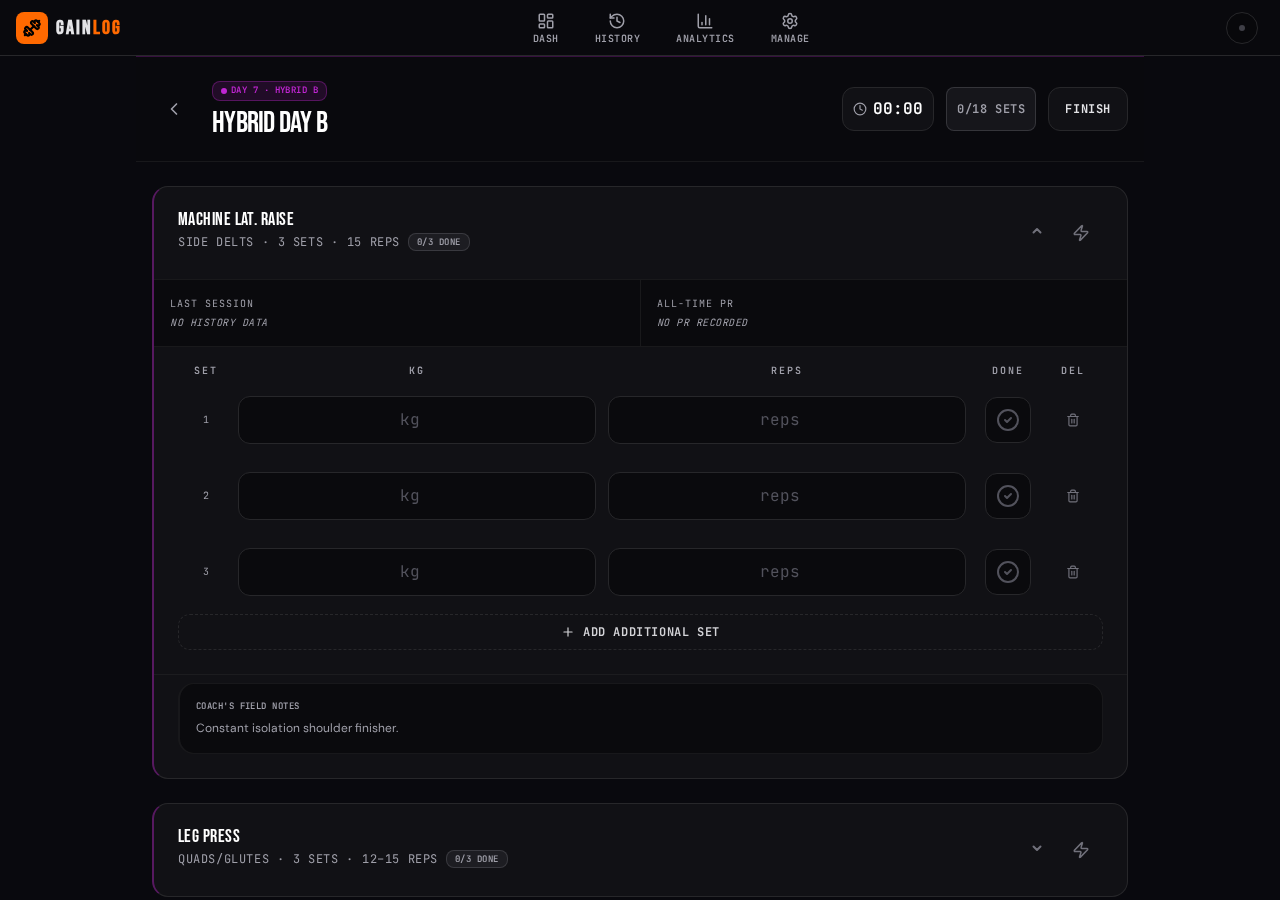 GAINLOG
DASH
HISTORY
ANALYTICS
MANAGE
DAY 7 · HYBRID B
HYBRID DAY B
00:00
0/18 SETS
FINISH
MACHINE LAT. RAISE
SIDE DELTS · 3 SETS · 15 REPS 0/3 DONE
LAST SESSION
NO HISTORY DATA
ALL-TIME PR
NO PR RECORDED
SET KG REPS DONE DEL
1 kg reps
2 kg reps
3 kg reps
+ ADD ADDITIONAL SET
COACH'S FIELD NOTES
Constant isolation shoulder finisher.
LEG PRESS
QUADS/GLUTES · 3 SETS · 12–15 REPS 0/3 DONE